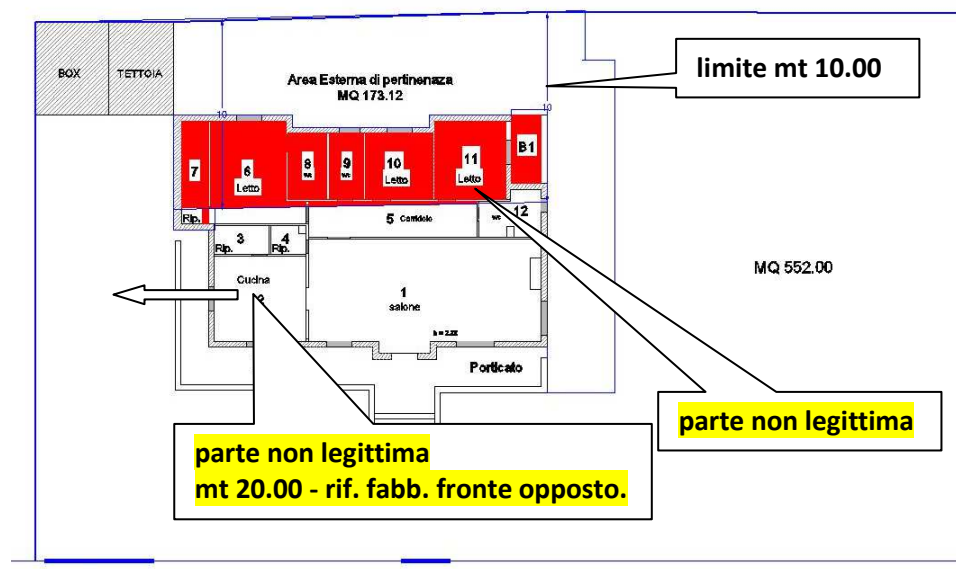 BOX
TETTOIA
Area Esterna di pertinenaza
MQ 173.12
limite mt 10.00
10
10
7
6
Letto
8
wc
9
wc
10
Letto
11
Letto
B1
Rip.
5 Corridoio
12
wc
3
Rip.
4
Rip.
Cucina
1
salone
MQ 552.00
Porticato
parte non legittima
parte non legittima
mt 20.00 - rif. fabb. fronte opposto.